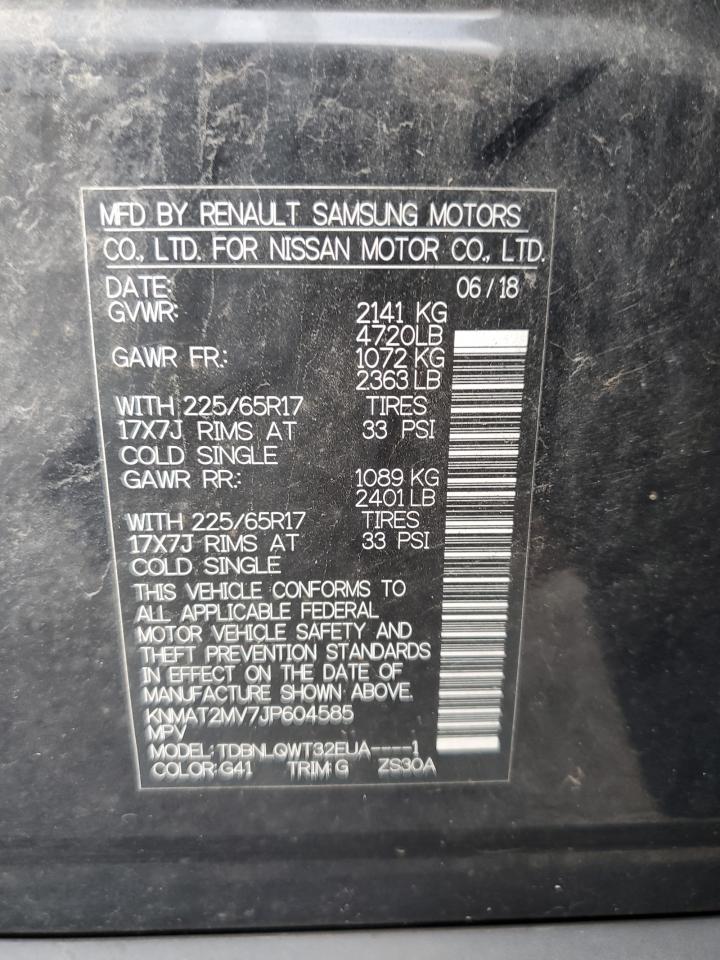 MFD BY RENAULT SAMSUNG MOTORS
CO., LTD. FOR NISSAN MOTOR CO., LTD.
DATE: 06 / 18
GVWR: 2141 KG
4720LB
GAWR FR.: 1072 KG
2363 LB
WITH 225/65R17 TIRES
17X7J RIMS AT 33 PSI
COLD SINGLE
GAWR RR.: 1089 KG
2401 LB
WITH 225/65R17 TIRES
17X7J RIMS AT 33 PSI
COLD SINGLE
THIS VEHICLE CONFORMS TO
ALL APPLICABLE FEDERAL
MOTOR VEHICLE SAFETY AND
THEFT PREVENTION STANDARDS
IN EFFECT ON THE DATE OF
MANUFACTURE SHOWN ABOVE.
KNMAT2MV7JP604585
MPV
MODEL: TDBNLQWT32EUA----1
COLOR: G41 TRIM: G ZS30A